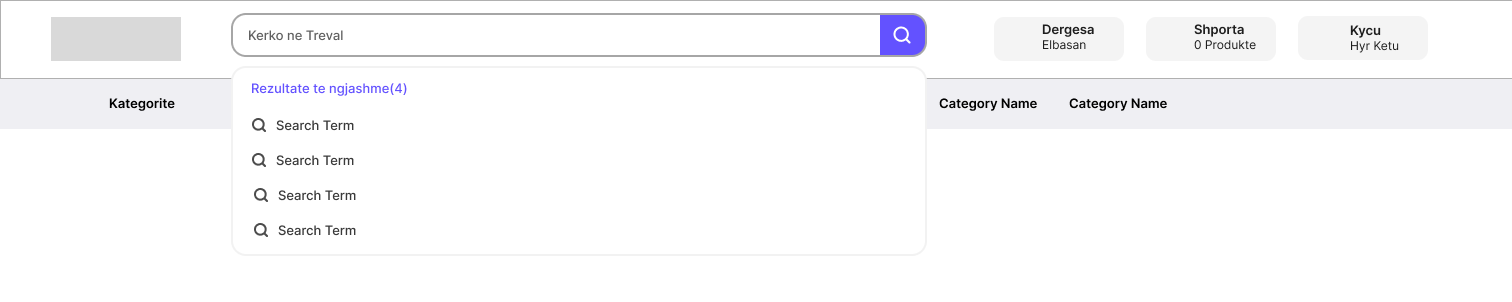 Kerko ne Treval
Dergesa
Elbasan
Shporta
0 Produkte
Kycu
Hyr Ketu
Rezultate te ngjashme(4)
Kategorite
Category Name
Category Name
Search Term
Search Term
Search Term
Search Term